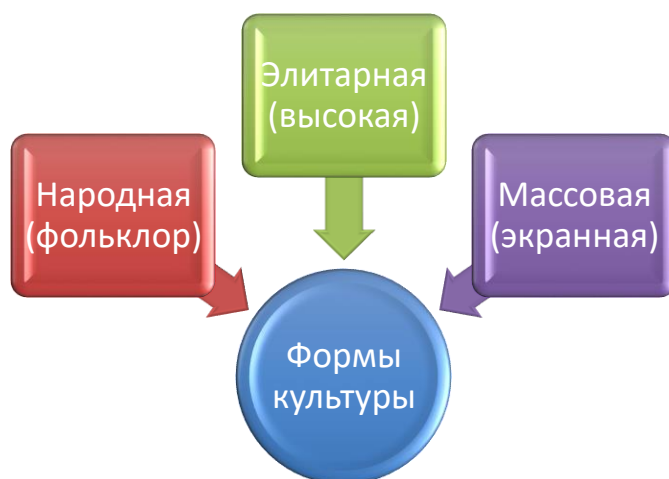 Элитарная
(высокая)
Народная
(фольклор)
Массовая
(экранная)
Формы
культуры